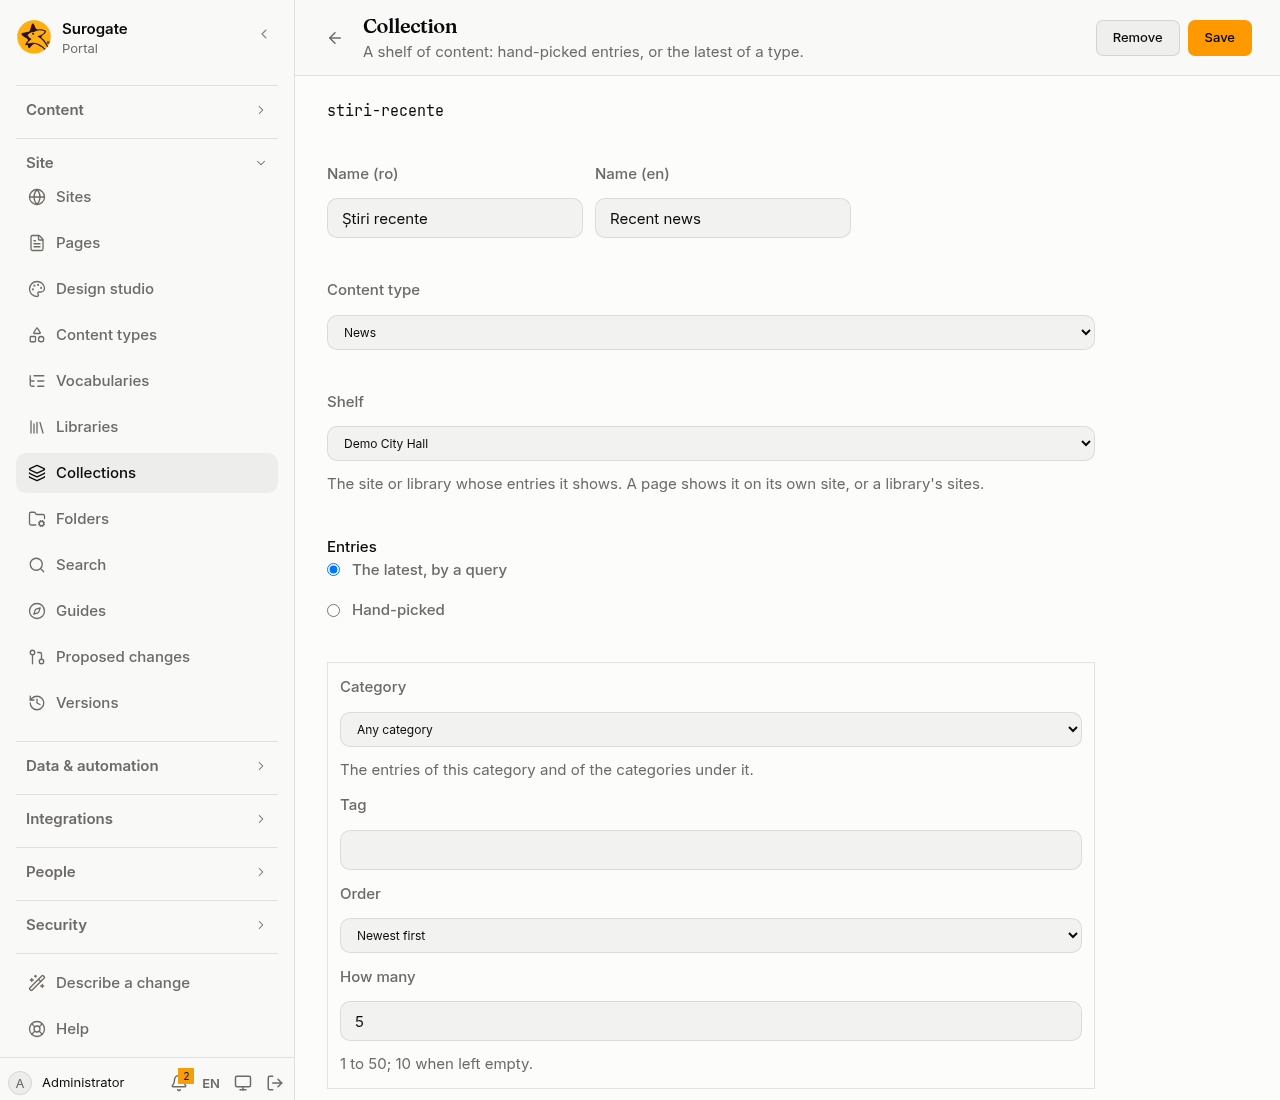 Surogate
Portal
Content
Site
Sites
Pages
Design studio
Content types
Vocabularies
Libraries
Collections
Folders
Search
Guides
Proposed changes
Versions
Data & automation
Integrations
People
Security
Describe a change
Help
A
Administrator
2
EN
Collection
A shelf of content: hand-picked entries, or the latest of a type.
Remove
Save
stiri-recente
Name (ro)
Name (en)
Știri recente
Recent news
Content type
News
Shelf
Demo City Hall
The site or library whose entries it shows. A page shows it on its own site, or a library's sites.
Entries
The latest, by a query
Hand-picked
Category
Any category
The entries of this category and of the categories under it.
Tag
Order
Newest first
How many
5
1 to 50; 10 when left empty.